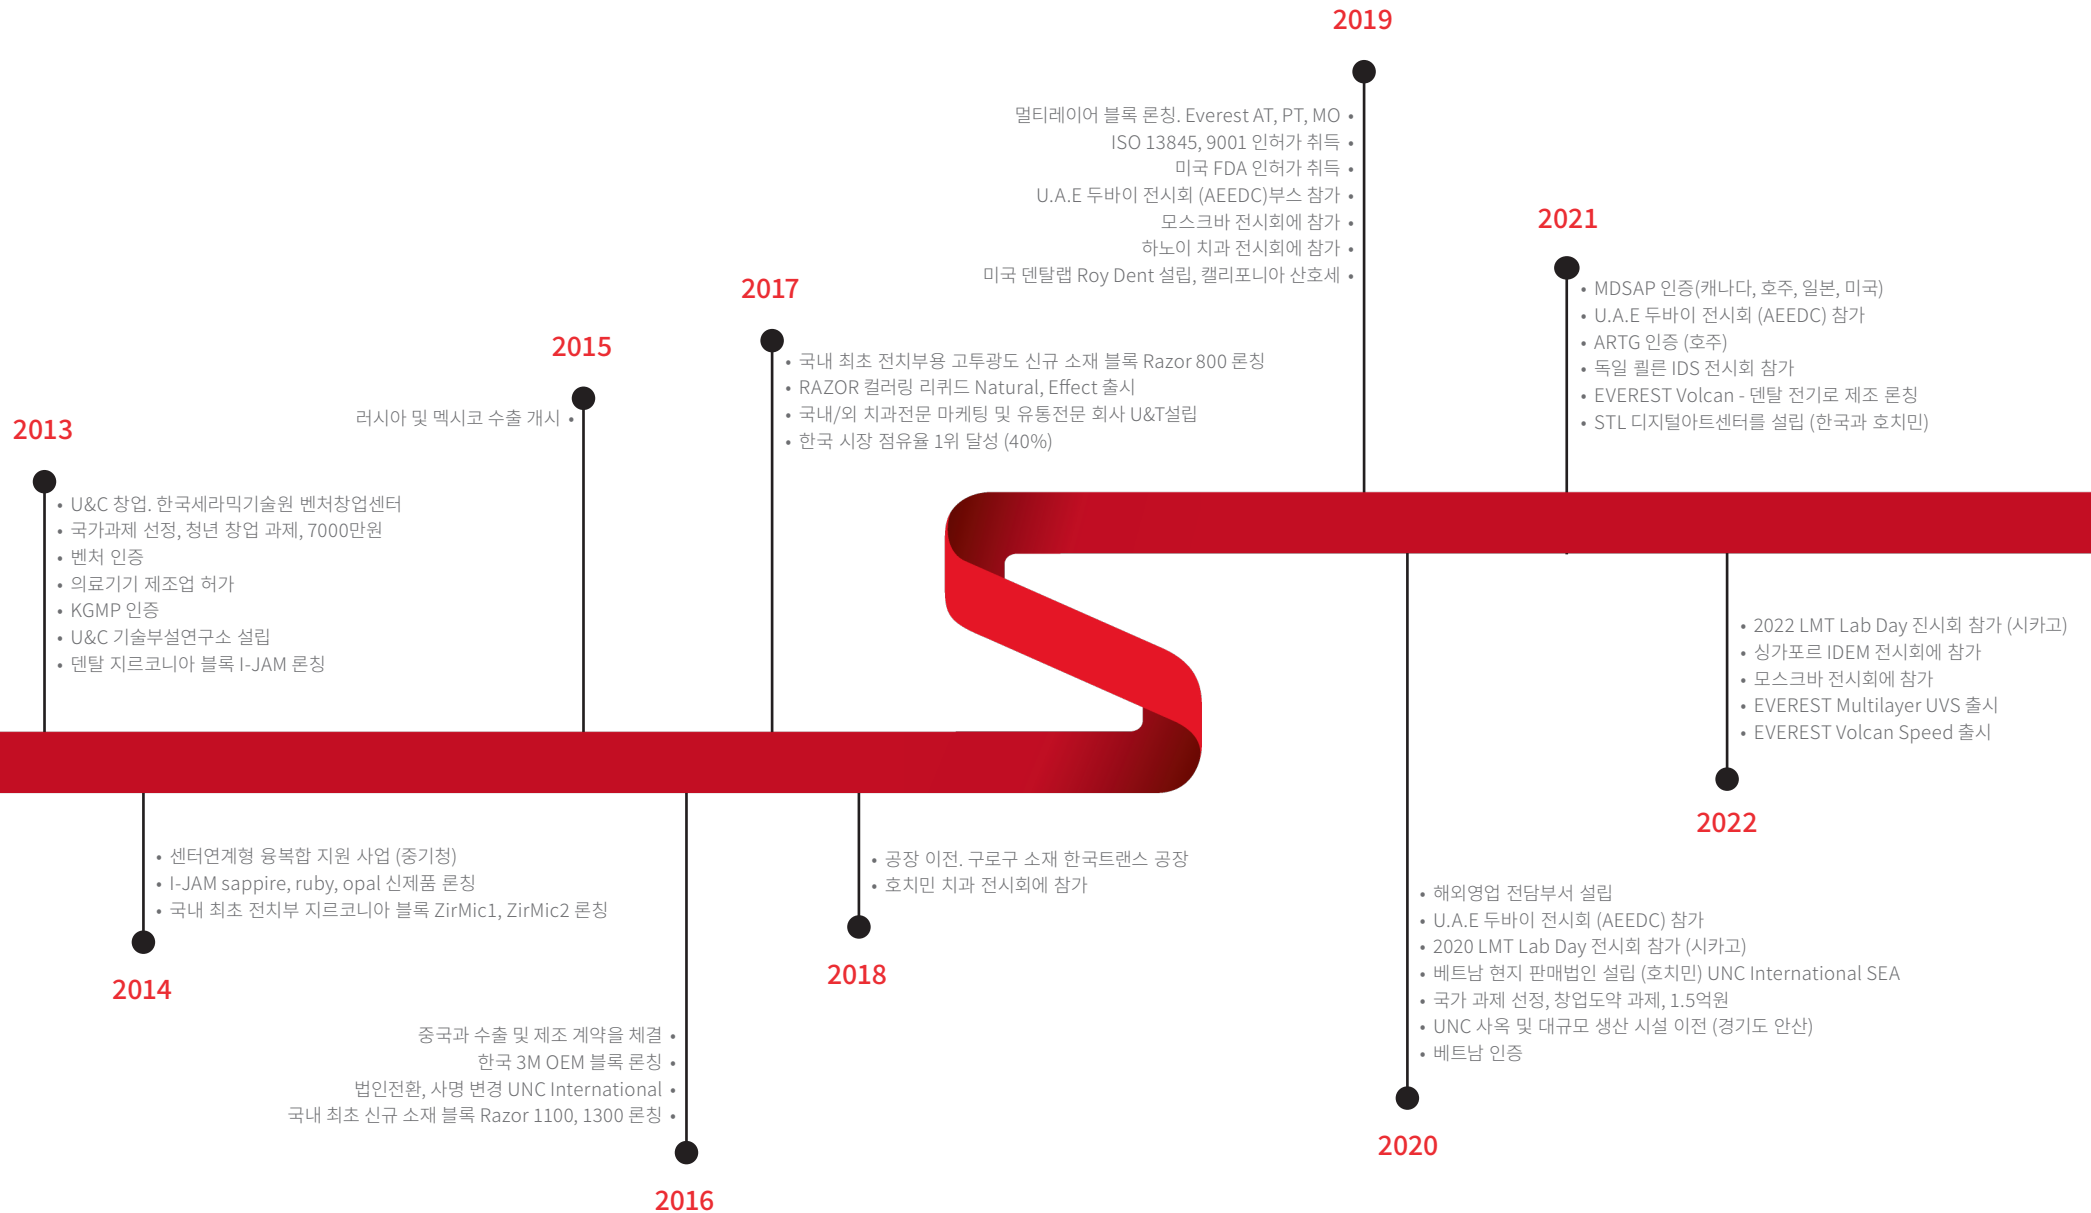 2013
U&C 창업. 한국세라믹기술원 벤처창업센터
국가과제 선정, 청년 창업 과제, 7000만원
벤처 인증
의료기기 제조업 허가
KGMP 인증
U&C 기술부설연구소 설립
덴탈 지르코니아 블록 I-JAM 론칭
2014
센터연계형 융복합 지원 사업 (중기청)
I-JAM sappire, ruby, opal 신제품 론칭
국내 최초 전치부 지르코니아 블록 ZirMic1, ZirMic2 론칭
2015
러시아 및 멕시코 수출 개시
2016
중국과 수출 및 제조 계약을 체결
한국 3M OEM 블록 론칭
법인전환, 사명 변경 UNC International
국내 최초 신규 소재 블록 Razor 1100, 1300 론칭
2017
국내 최초 전치부용 고투광도 신규 소재 블록 Razor 800 론칭
RAZOR 컬러링 리퀴드 Natural, Effect 출시
국내/외 치과전문 마케팅 및 유통전문 회사 U&T설립
한국 시장 점유율 1위 달성 (40%)
2018
공장 이전. 구로구 소재 한국트랜스 공장
호치민 치과 전시회에 참가
2019
멀티레이어 블록 론칭. Everest AT, PT, MO
ISO 13845, 9001 인허가 취득
미국 FDA 인허가 취득
U.A.E 두바이 전시회 (AEEDC)부스 참가
모스크바 전시회에 참가
하노이 치과 전시회에 참가
미국 덴탈랩 Roy Dent 설립, 캘리포니아 산호세
2020
해외영업 전담부서 설립
U.A.E 두바이 전시회 (AEEDC) 참가
2020 LMT Lab Day 전시회 참가 (시카고)
베트남 현지 판매법인 설립 (호치민) UNC International SEA
국가 과제 선정, 창업도약 과제, 1.5억원
UNC 사옥 및 대규모 생산 시설 이전 (경기도 안산)
베트남 인증
2021
MDSAP 인증(캐나다, 호주, 일본, 미국)
U.A.E 두바이 전시회 (AEEDC) 참가
ARTG 인증 (호주)
독일 쾰른 IDS 전시회 참가
EVEREST Volcan - 덴탈 전기로 제조 론칭
STL 디지털아트센터를 설립 (한국과 호치민)
2022
2022 LMT Lab Day 진시회 참가 (시카고)
싱가포르 IDEM 전시회에 참가
모스크바 전시회에 참가
EVEREST Multilayer UVS 출시
EVEREST Volcan Speed 출시